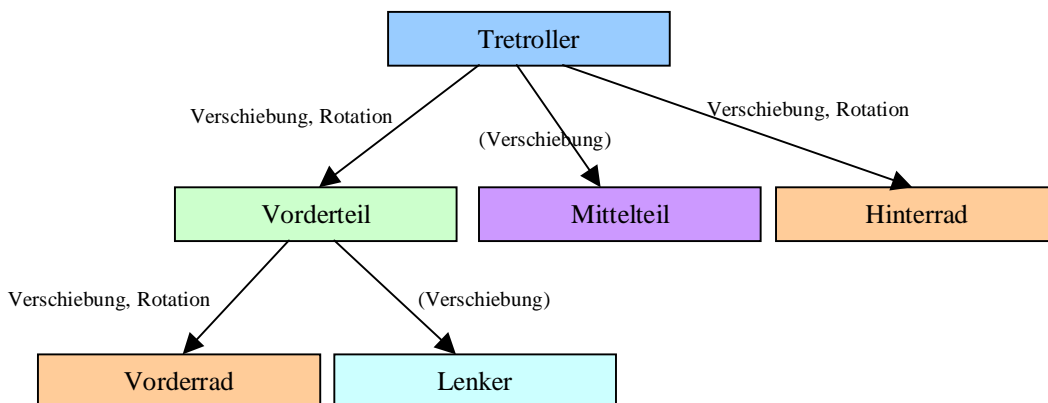 Tretroller
Verschiebung, Rotation
(Verschiebung)
Verschiebung, Rotation
Vorderteil
Mittelteil
Hinterrad
Verschiebung, Rotation
(Verschiebung)
Vorderrad
Lenker